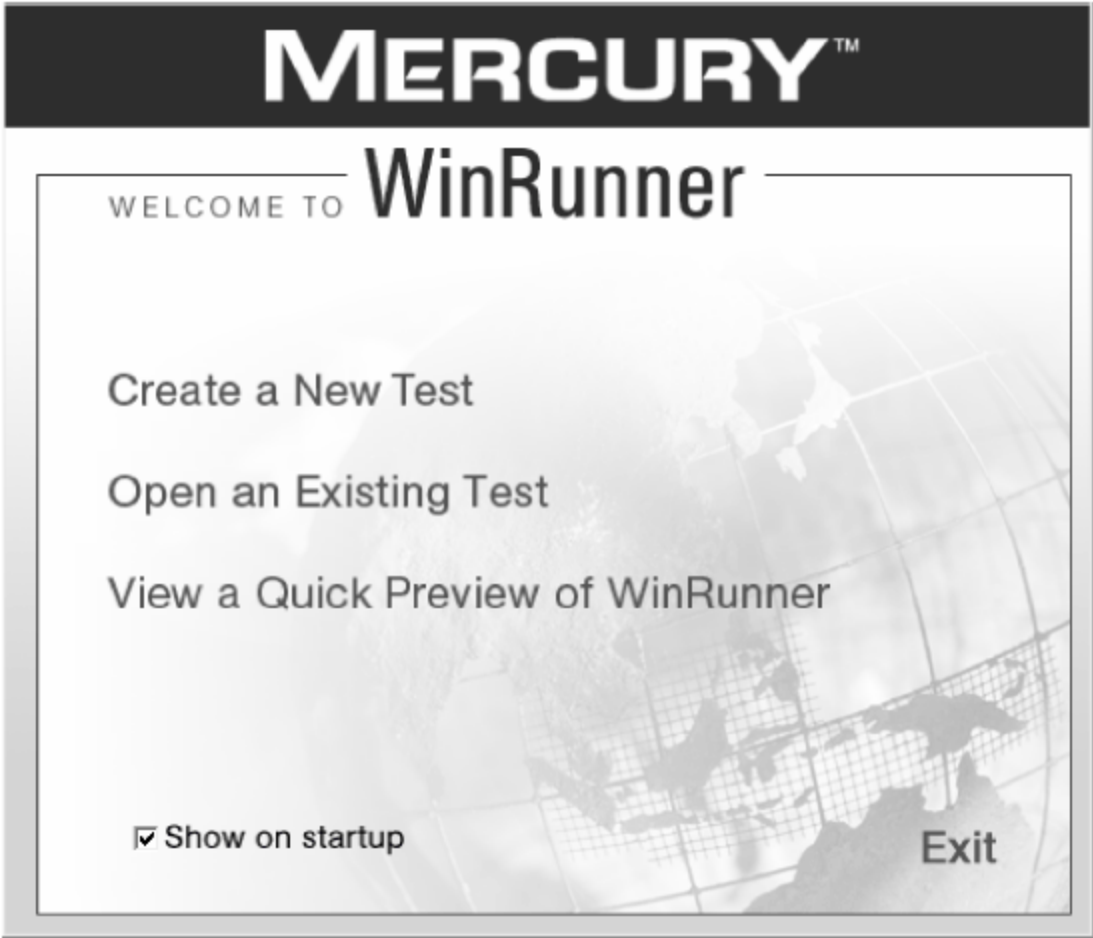 MERCURY™
WELCOME TO WinRunner
Create a New Test
Open an Existing Test
View a Quick Preview of WinRunner
Show on startup
Exit